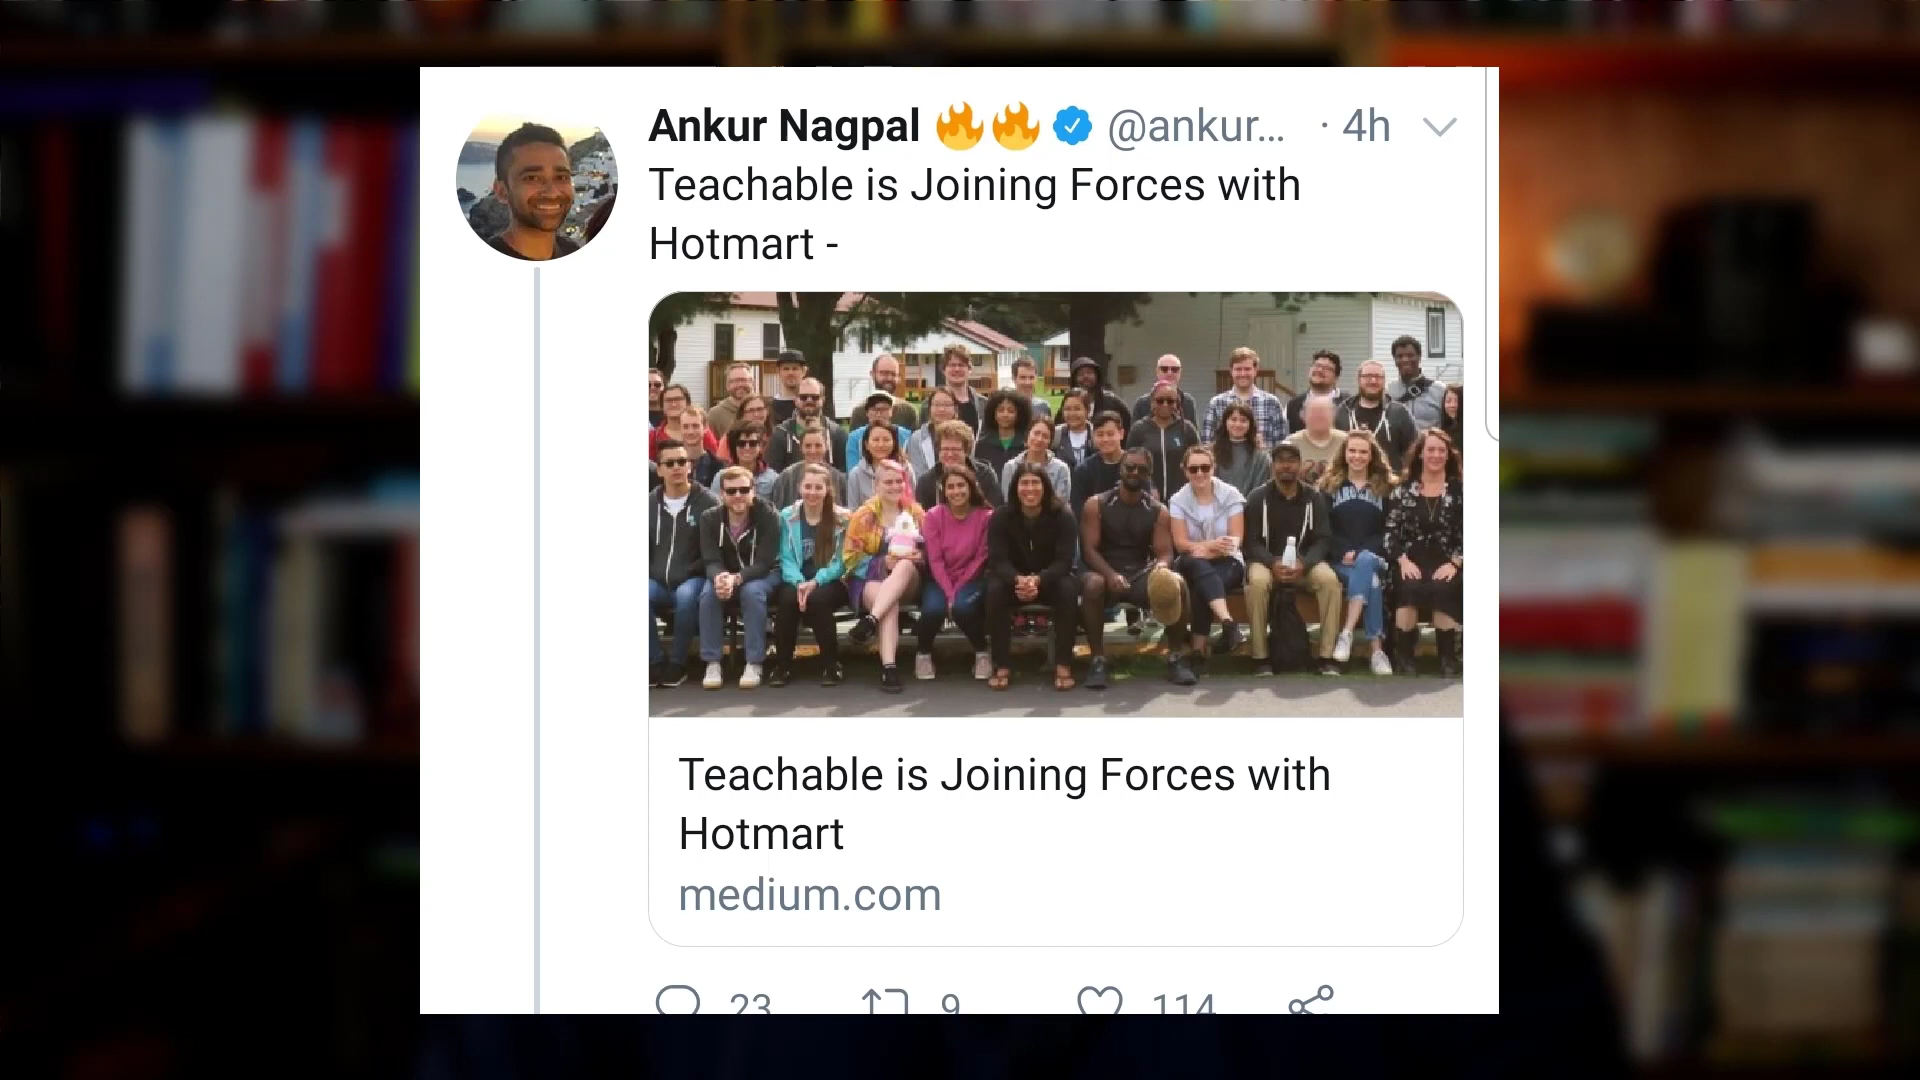 Ankur Nagpal 🔥🔥 @ankur... · 4h
Teachable is Joining Forces with
Hotmart -
Teachable is Joining Forces with
Hotmart
medium.com
23 9 114